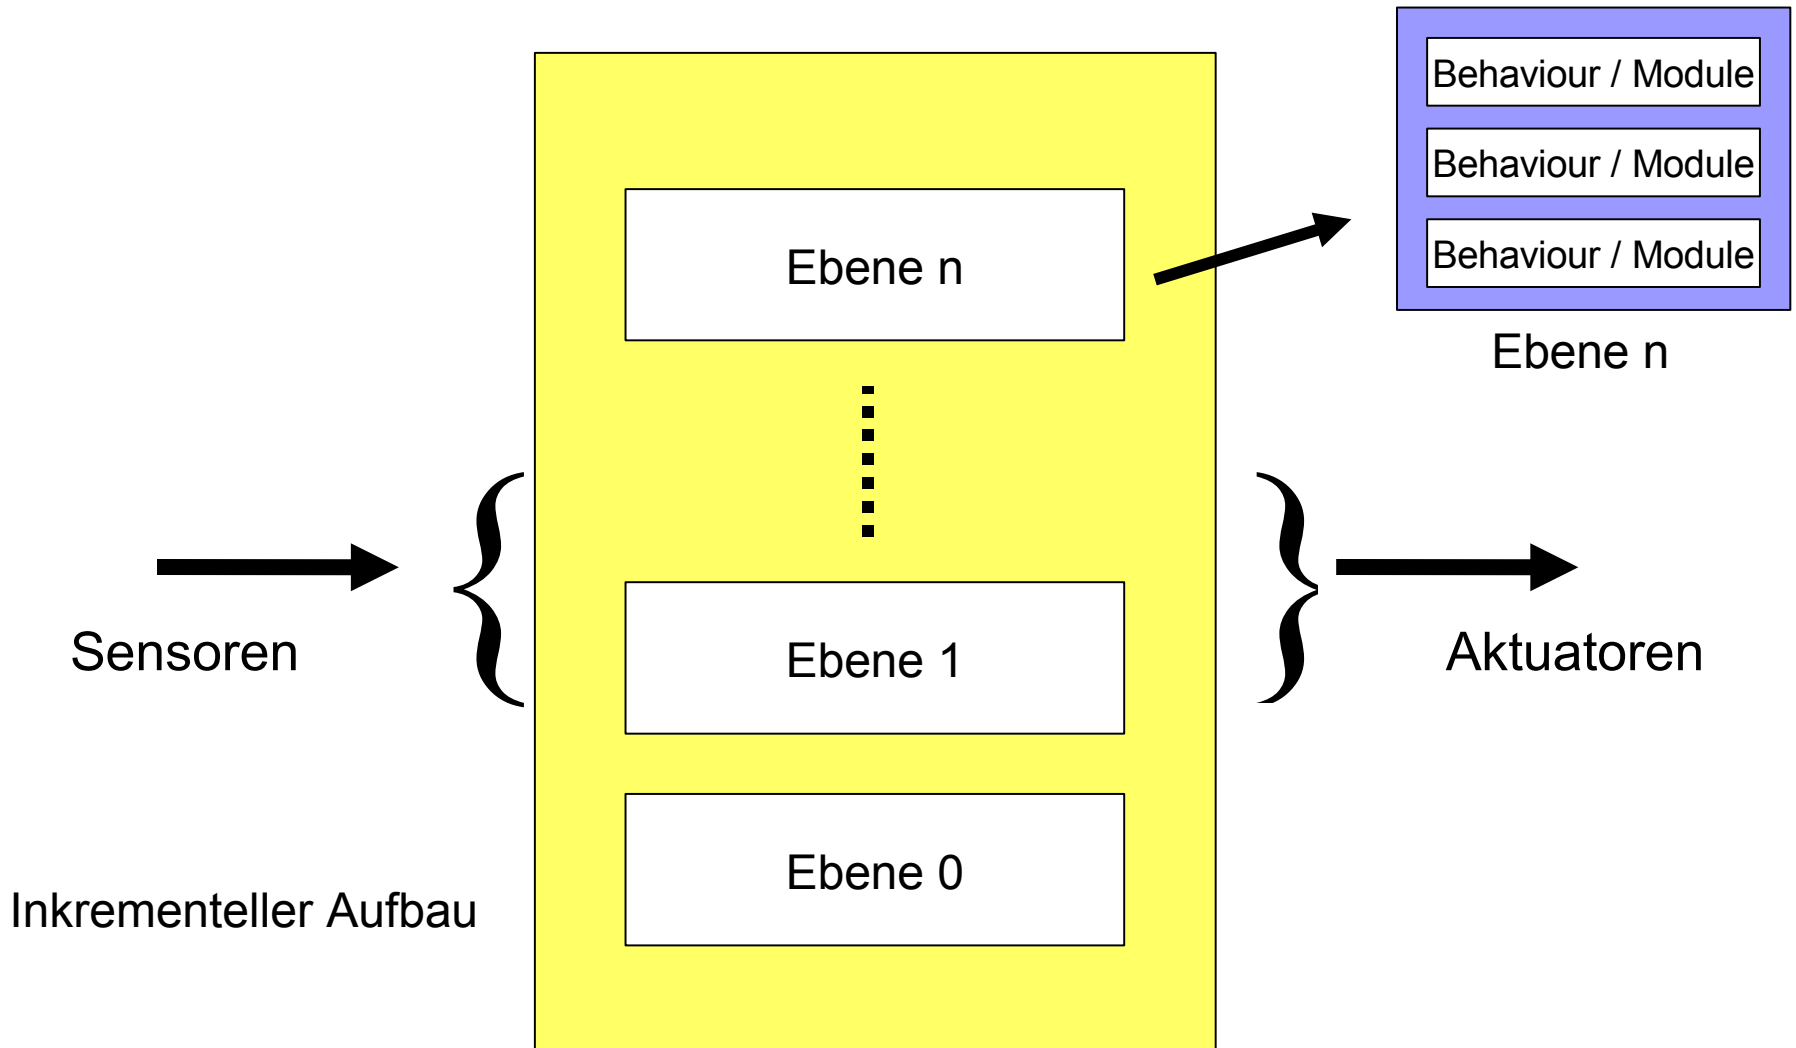 Behaviour / Module
Behaviour / Module
Behaviour / Module
Ebene n
Ebene n
Sensoren
Ebene 1
Aktuatoren
Ebene 0
Inkrementeller Aufbau